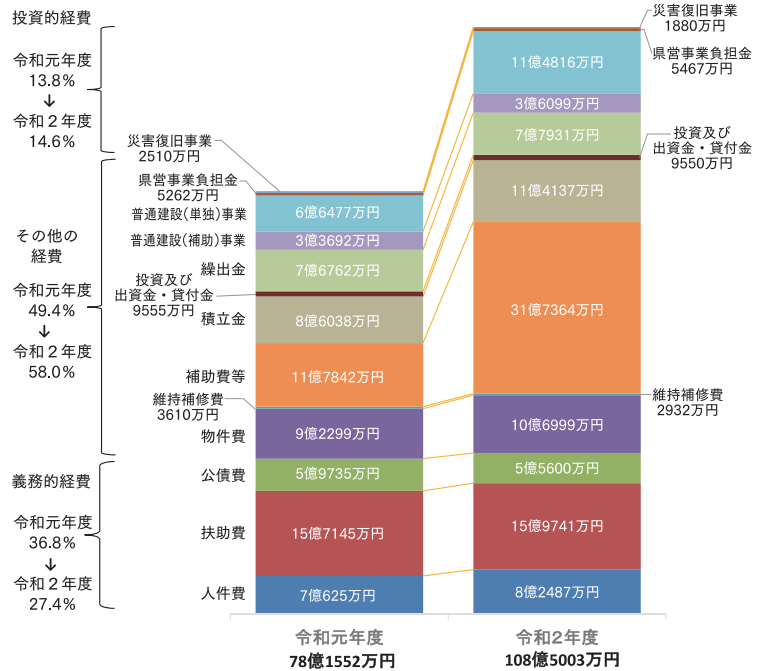 投資的経費
令和元年度
13.8%
↓
令和２年度
14.6%
その他の
経費
令和元年度
49.4%
↓
令和２年度
58.0%
義務的経費
令和元年度
36.8%
↓
令和２年度
27.4%
災害復旧事業
2510万円
県営事業負担金
5262万円
普通建設（単独）事業
普通建設（補助）事業
繰出金
投資及び
出資金・貸付金
9555万円
積立金
補助費等
維持補修費
3610万円
物件費
公債費
扶助費
人件費
6億6477万円
3億3692万円
7億6762万円
8億6038万円
11億7842万円
9億2299万円
5億9735万円
15億7145万円
7億625万円
令和元年度
78億1552万円
11億4816万円
3億6099万円
7億7931万円
11億4137万円
31億7364万円
10億6999万円
5億5600万円
15億9741万円
8億2487万円
令和2年度
108億5003万円
災害復旧事業
1880万円
県営事業負担金
5467万円
投資及び
出資金・貸付金
9550万円
維持補修費
2932万円